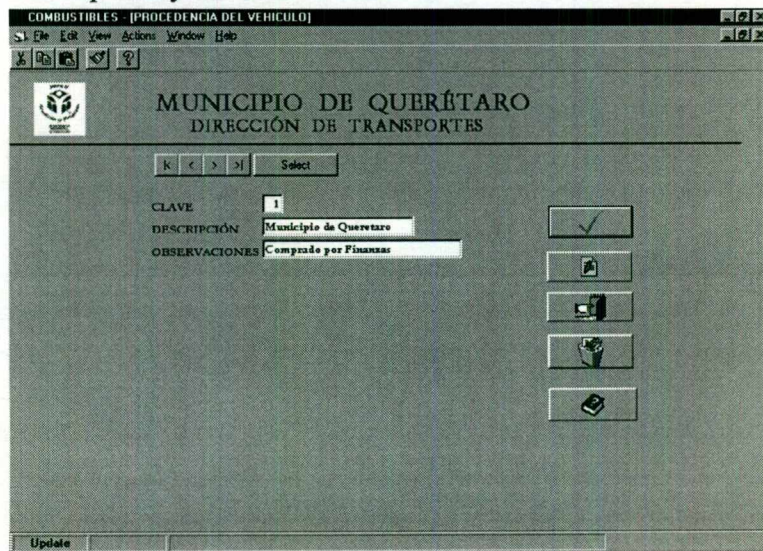 COMBUSTIBLES - [PROCEDENCIA DEL VEHICULO]
File Edit View Actions Window Help
MUNICIPIO DE QUERÉTARO
DIRECCIÓN DE TRANSPORTES
Select
CLAVE 1
DESCRIPCIÓN Municipio de Queretaro
OBSERVACIONES Comprado por Finanzas
Update